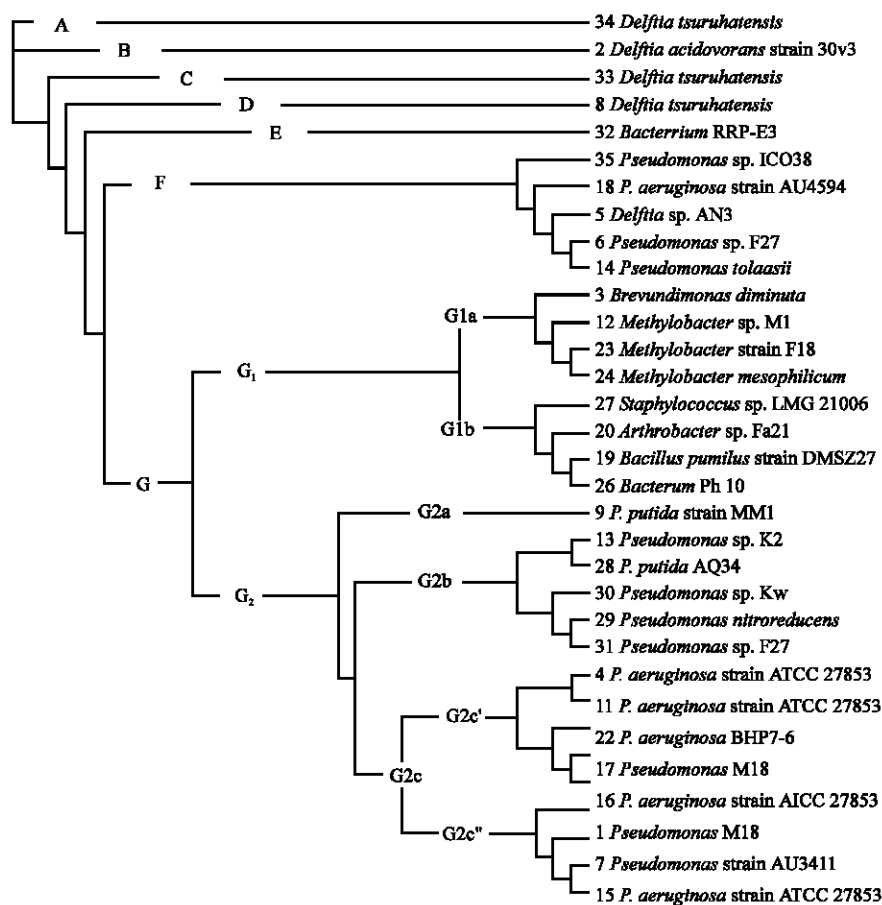 A
34 Delftia tsuruhatensis
B
2 Delftia acidovorans strain 30v3
C
33 Delftia tsuruhatensis
D
8 Delftia tsuruhatensis
E
32 Bacterrium RRP-E3
35 Pseudomonas sp. ICO38
F
18 P. aeruginosa strain AU4594
5 Delftia sp. AN3
6 Pseudomonas sp. F27
14 Pseudomonas tolaasii
3 Brevundimonas diminuta
G1a
12 Methylobacter sp. M1
23 Methylobacter strain F18
G₁
24 Methylobacter mesophilicum
27 Staphylococcus sp. LMG 21006
G1b
20 Arthrobacter sp. Fa21
19 Bacillus pumilus strain DMSZ27
G
26 Bacterum Ph 10
G2a
9 P. putida strain MM1
13 Pseudomonas sp. K2
28 P. putida AQ34
G2b
30 Pseudomonas sp. Kw
G₂
29 Pseudomonas nitroreducens
31 Pseudomonas sp. F27
4 P. aeruginosa strain ATCC 27853
11 P. aeruginosa strain ATCC 27853
G2c'
22 P. aeruginosa BHP7-6
17 Pseudomonas M18
G2c
16 P. aeruginosa strain AICC 27853
G2c"
1 Pseudomonas M18
7 Pseudomonas strain AU3411
15 P. aeruginosa strain ATCC 27853